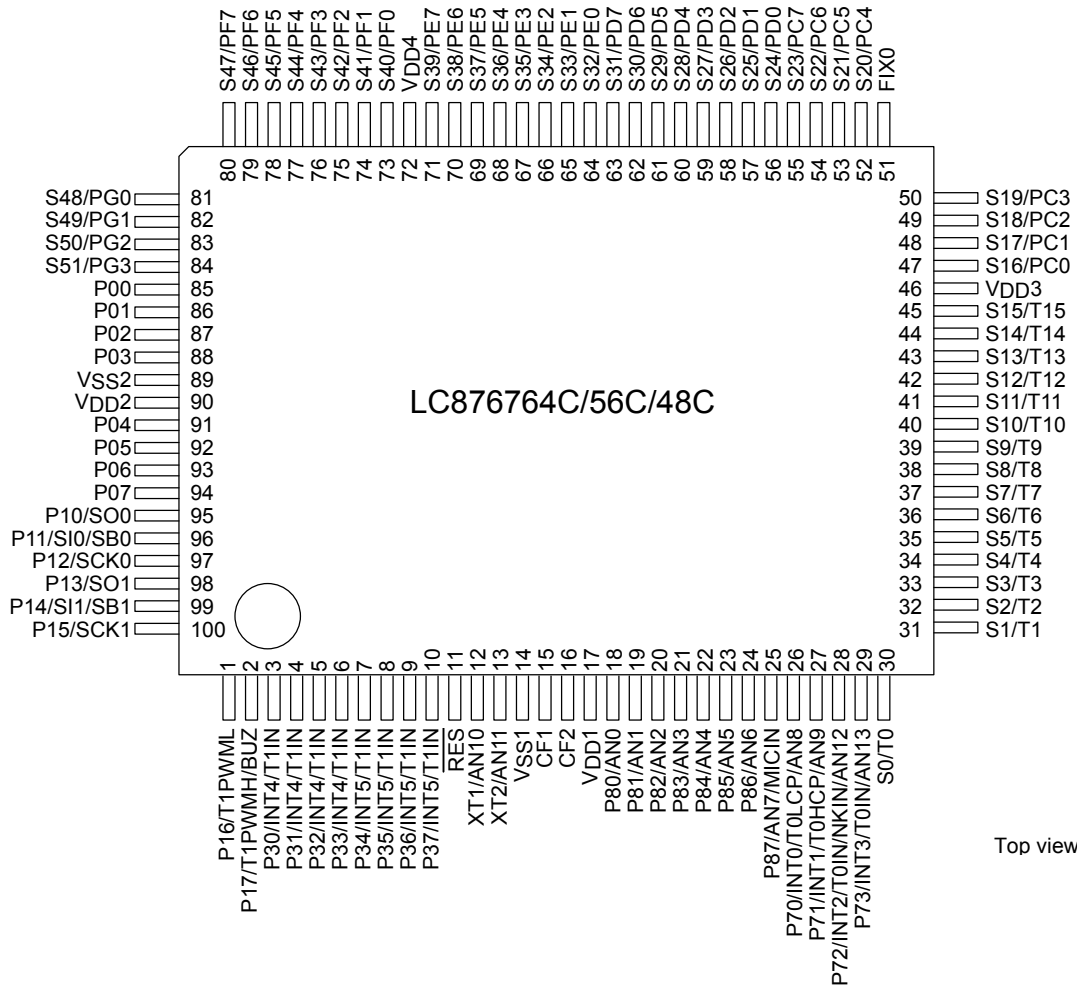 S47/PF7
S46/PF6
S45/PF5
S44/PF4
S43/PF3
S42/PF2
S41/PF1
S40/PF0
VDD4
S39/PE7
S38/PE6
S37/PE5
S36/PE4
S35/PE3
S34/PE2
S33/PE1
S32/PE0
S31/PD7
S30/PD6
S29/PD5
S28/PD4
S27/PD3
S26/PD2
S25/PD1
S24/PD0
S23/PC7
S22/PC6
S21/PC5
S20/PC4
FIX0
80 79 78 77 76 75 74 73 72 71 70 69 68 67 66 65 64 63 62 61 60 59 58 57 56 55 54 53 52 51
S48/PG0 81 50 S19/PC3
S49/PG1 82 49 S18/PC2
S50/PG2 83 48 S17/PC1
S51/PG3 84 47 S16/PC0
P00 85 46 VDD3
P01 86 45 S15/T15
P02 87 44 S14/T14
P03 88 43 S13/T13
VSS2 89 42 S12/T12
VDD2 90 41 S11/T11
LC876764C/56C/48C
P04 91 40 S10/T10
P05 92 39 S9/T9
P06 93 38 S8/T8
P07 94 37 S7/T7
P10/SO0 95 36 S6/T6
P11/SI0/SB0 96 35 S5/T5
P12/SCK0 97 34 S4/T4
P13/SO1 98 33 S3/T3
P14/SI1/SB1 99 32 S2/T2
P15/SCK1 100 31 S1/T1
1 2 3 4 5 6 7 8 9 10 11 12 13 14 15 16 17 18 19 20 21 22 23 24 25 26 27 28 29 30
P16/T1PWML
P17/T1PWMH/BUZ
P30/INT4/T1IN
P31/INT4/T1IN
P32/INT4/T1IN
P33/INT4/T1IN
P34/INT5/T1IN
P35/INT5/T1IN
P36/INT5/T1IN
P37/INT5/T1IN
RES
XT1/AN10
XT2/AN11
VSS1
CF1
CF2
VDD1
P80/AN0
P81/AN1
P82/AN2
P83/AN3
P84/AN4
P85/AN5
P86/AN6
P87/AN7/MICIN
P70/INT0/T0LCP/AN8
P71/INT1/T0HCP/AN9
P72/INT2/T0IN/NKIN/AN12
P73/INT3/T0IN/AN13
S0/T0
Top view